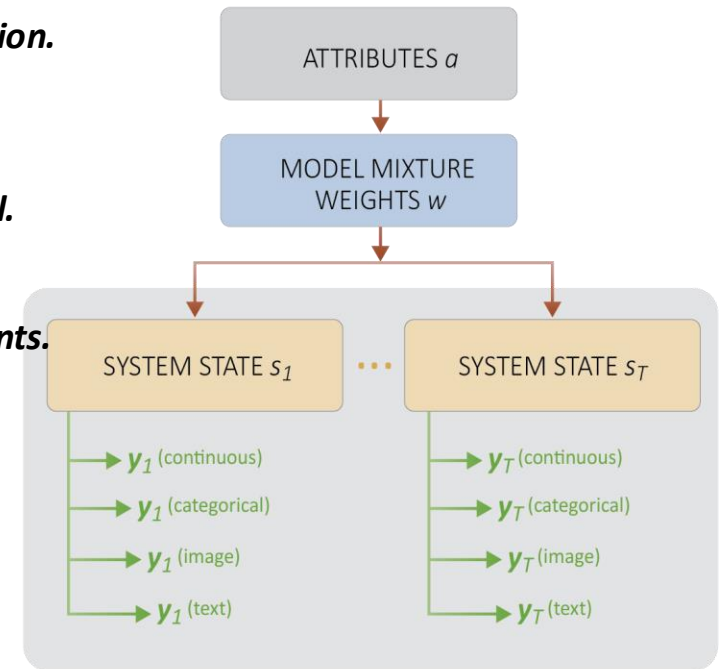 ion.
ATTRIBUTES a
MODEL MIXTURE
WEIGHTS w
l.
nts.
SYSTEM STATE s1
...
SYSTEM STATE sT
y1 (continuous)
y1 (categorical)
y1 (image)
y1 (text)
yT (continuous)
yT (categorical)
yT (image)
yT (text)